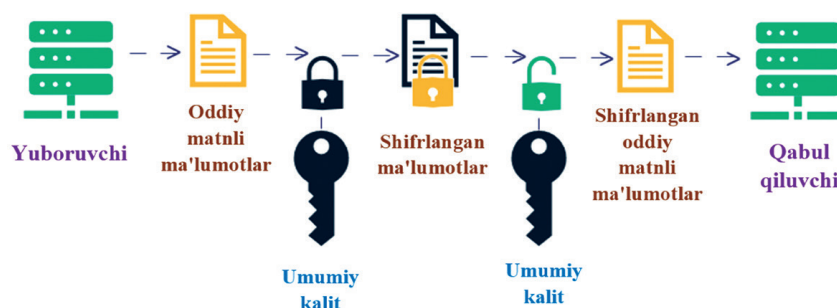 Yuboruvchi
Oddiy
matnli
ma'lumotlar
Umumiy
kalit
Shifrlangan
ma'lumotlar
Umumiy
kalit
Shifrlangan
oddiy
matnli
ma'lumotlar
Qabul
qiluvchi